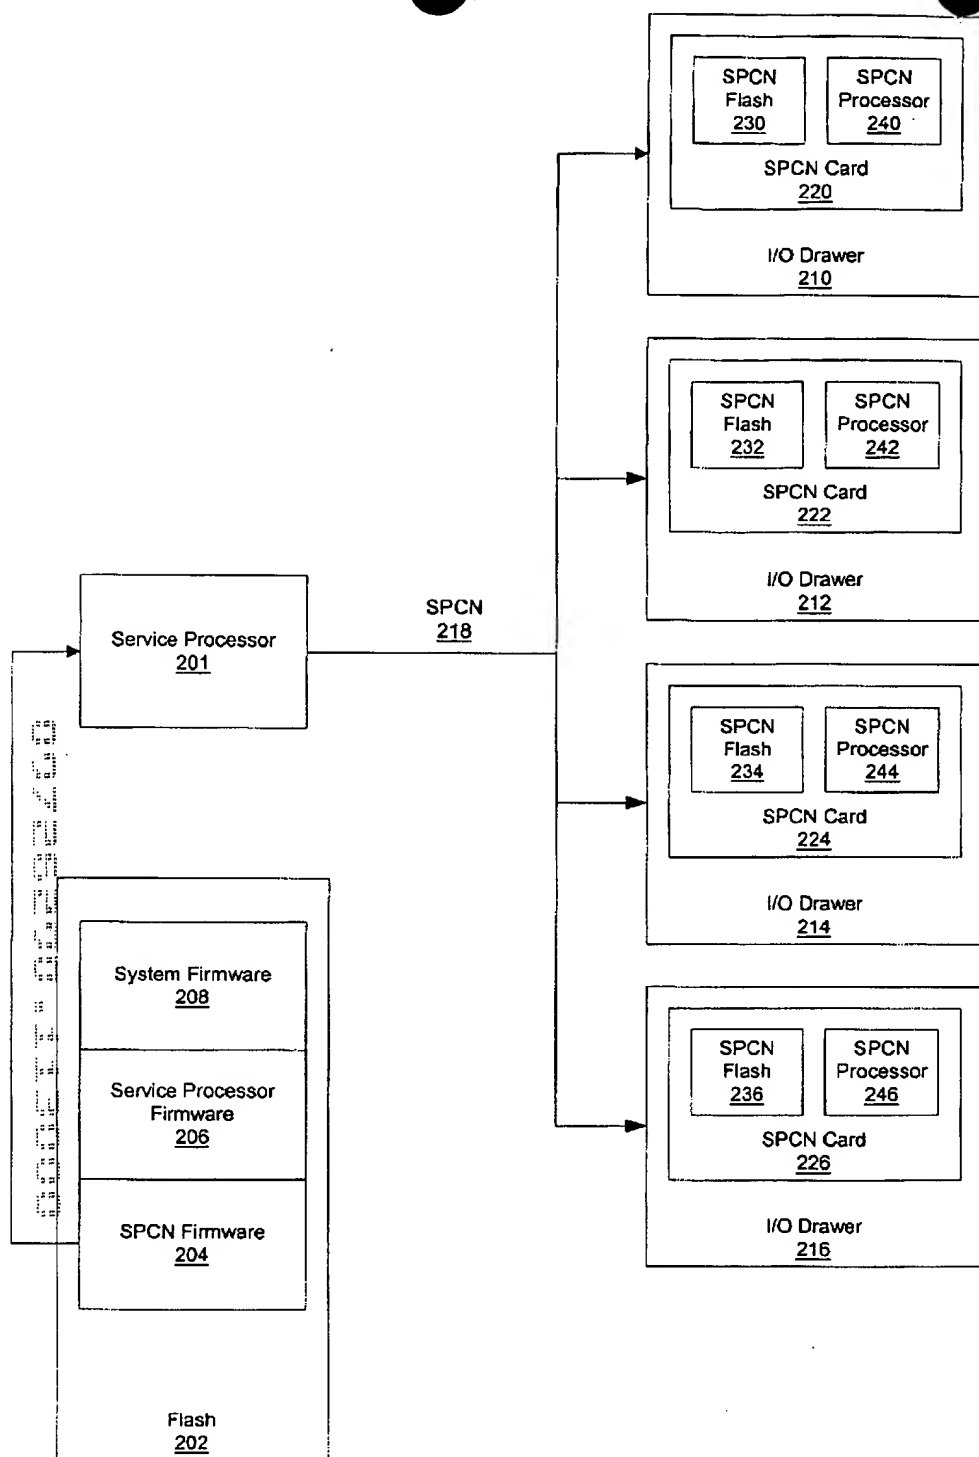 SPCN
Flash
230
SPCN
Processor
240
SPCN Card
220
I/O Drawer
210
SPCN
Flash
232
SPCN
Processor
242
SPCN Card
222
I/O Drawer
212
Service Processor
201
SPCN
218
SPCN
Flash
234
SPCN
Processor
244
SPCN Card
224
I/O Drawer
214
System Firmware
208
Service Processor
Firmware
206
SPCN Firmware
204
Flash
202
SPCN
Flash
236
SPCN
Processor
246
SPCN Card
226
I/O Drawer
216